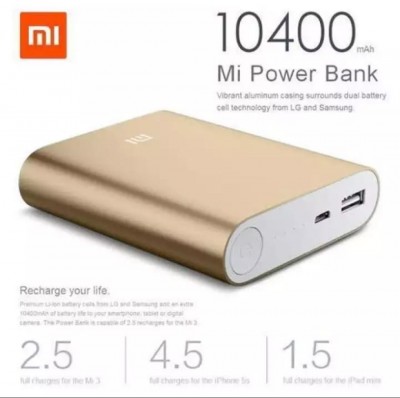 mi
10400 mAh
Mi Power Bank
Vibrant aluminum casing surrounds dual battery
cell technology from LG and Samsung.
mi
Recharge your life.
Premium Li-ion battery cells from LG and Samsung add an extra
10400mAh of battery life to your smartphone, tablet or digital
camera. The Power Bank is capable of 2.5 recharges for the Mi 3.
2.5 4.5 1.5
full charges for the Mi 3 full charges for the iPhone 5s full charges for the iPad mini